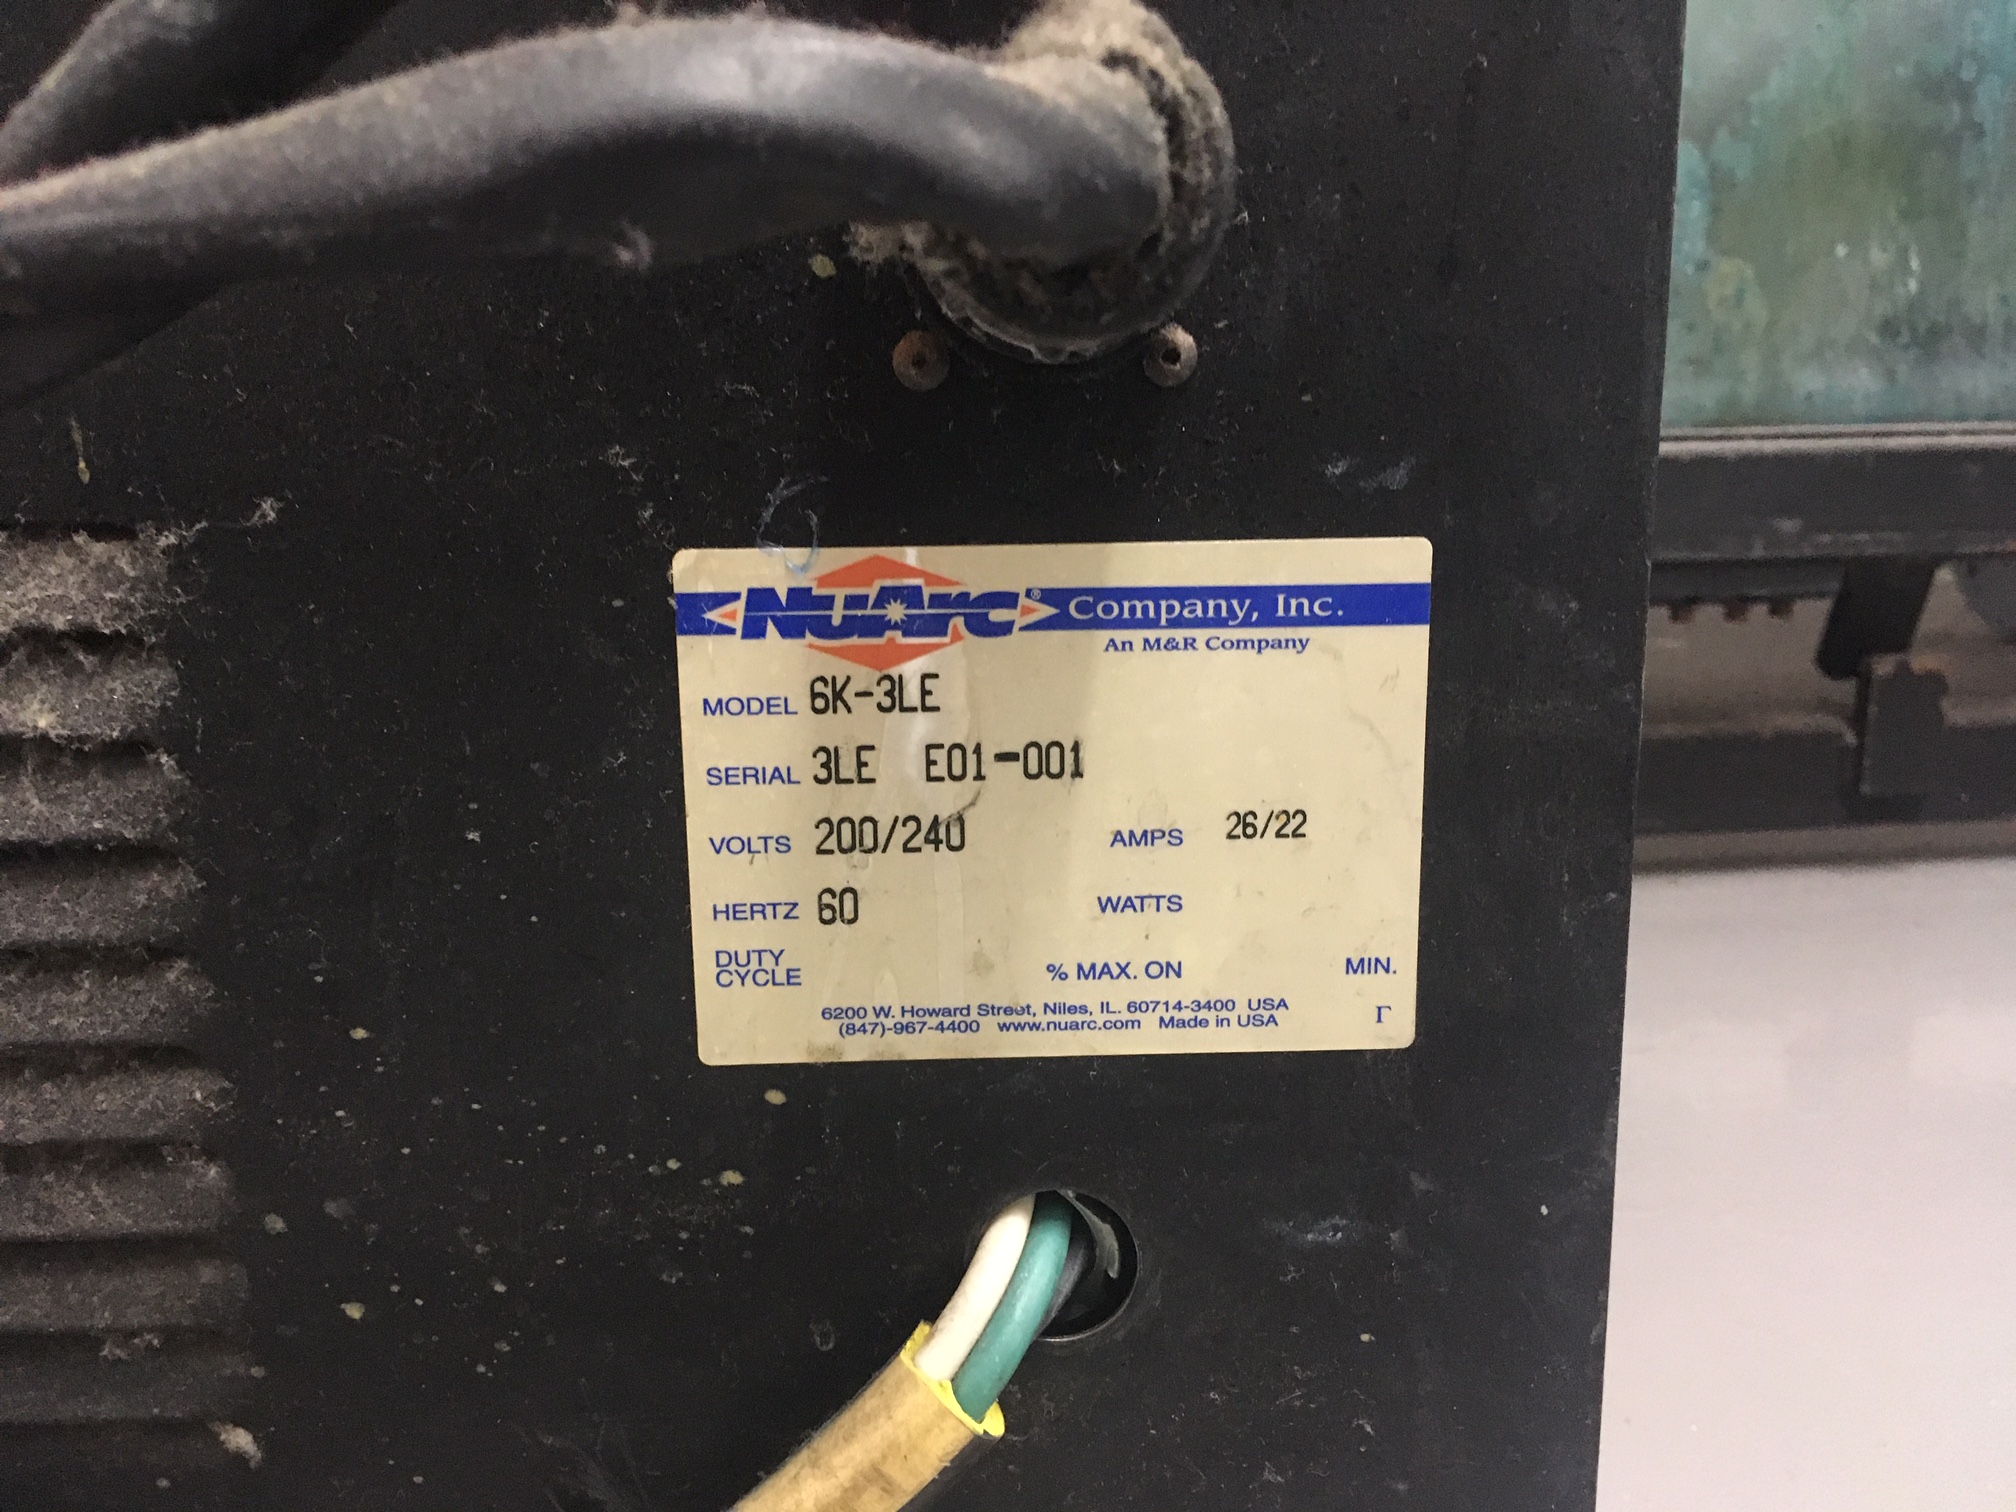 NuArc® Company, Inc.
An M&R Company
MODEL 6K-3LE
SERIAL 3LE E01-001
VOLTS 200/240 AMPS 26/22
HERTZ 60 WATTS
DUTY CYCLE % MAX. ON MIN.
6200 W. Howard Street, Niles, IL. 60714-3400 USA
(847)-967-4400 www.nuarc.com Made in USA Γ